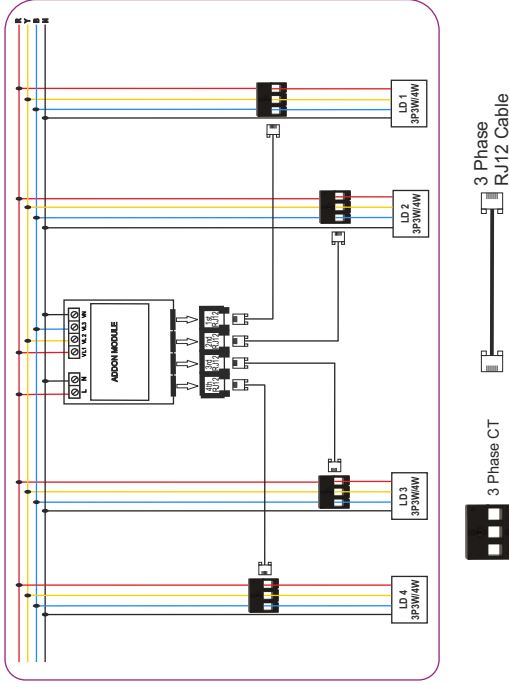 R Y B N
L N VL1 VL2 VL3 VN
ADDON MODULE
4th
RJ12
3rd
RJ12
2nd
RJ12
1st
RJ12
LD 1
3P3W/4W
LD 2
3P3W/4W
LD 3
3P3W/4W
LD 4
3P3W/4W
3 Phase CT
3 Phase
RJ12 Cable